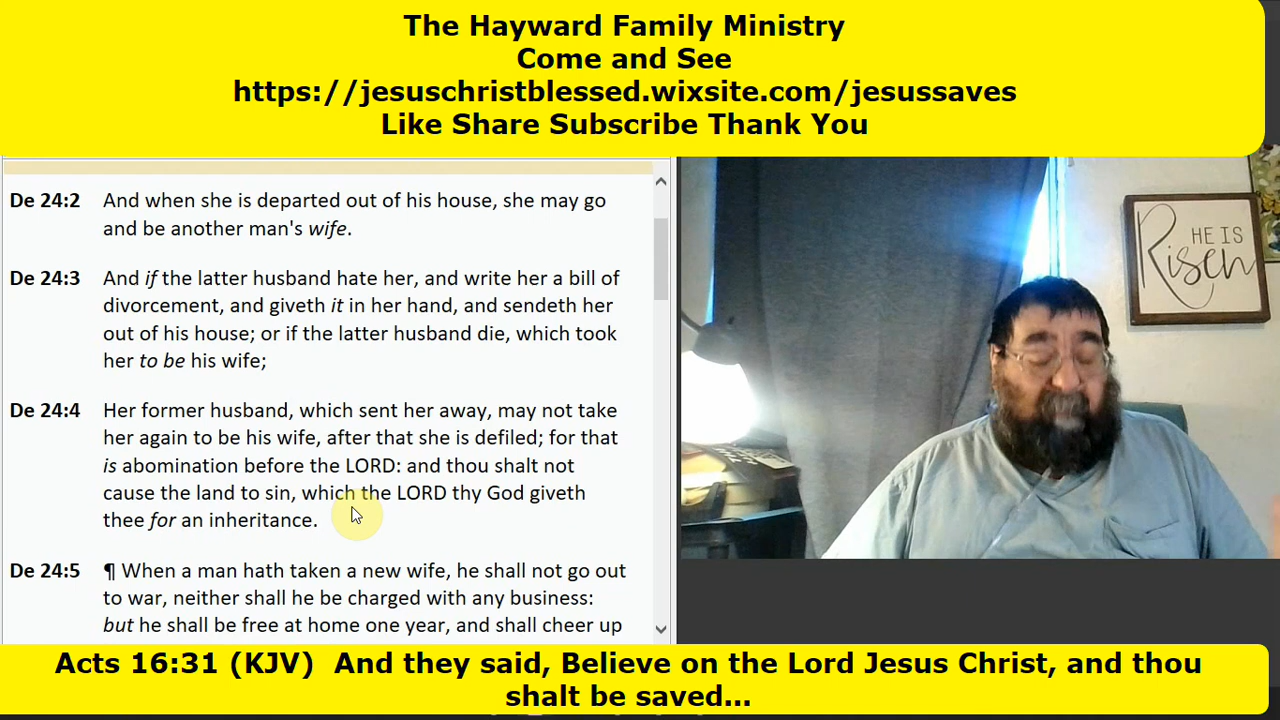 The Hayward Family Ministry
Come and See
https://jesuschristblessed.wixsite.com/jesussaves
Like Share Subscribe Thank You
De 24:2 And when she is departed out of his house, she may go
and be another man's wife.
De 24:3 And if the latter husband hate her, and write her a bill of
divorcement, and giveth it in her hand, and sendeth her
out of his house; or if the latter husband die, which took
her to be his wife;
De 24:4 Her former husband, which sent her away, may not take
her again to be his wife, after that she is defiled; for that
is abomination before the LORD: and thou shalt not
cause the land to sin, which the LORD thy God giveth
thee for an inheritance.
De 24:5 ¶ When a man hath taken a new wife, he shall not go out
to war, neither shall he be charged with any business:
but he shall be free at home one year, and shall cheer up
HE IS
Risen
Acts 16:31 (KJV) And they said, Believe on the Lord Jesus Christ, and thou
shalt be saved...